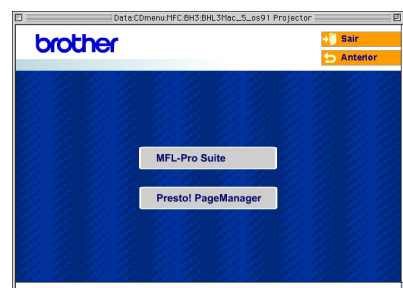 Data:CDmenu:MFC:BH3:BHL3Mac_5_os91 Projector
brother
Sair
Anterior
MFL-Pro Suite
Presto! PageManager